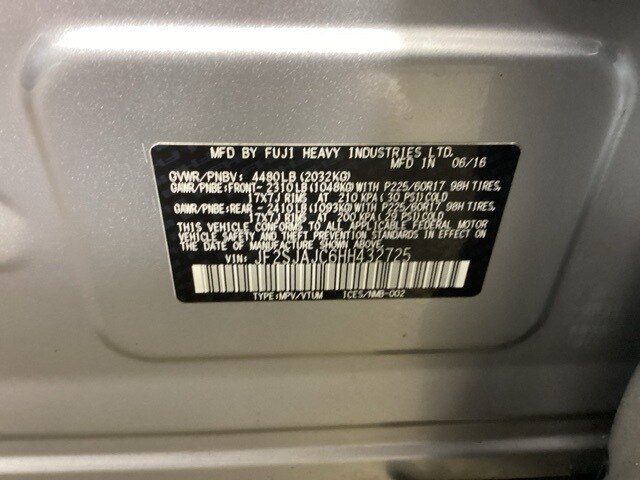 MFD BY FUJI HEAVY INDUSTRIES LTD.
MFD IN 06/16
GVWR/PNBV: 4480LB (2032KG)
GAWR/PNBE:FRONT- 2310LB (1048KG)WITH P225/60R17 98H TIRES,
17X7J RIMS AT 210 KPA( 30 PSI)COLD
GAWR/PNBE:REAR - 2410LB(1093KG)WITH P225/60R17 98H TIRES,
17X7J RIMS AT 200 KPA( 29 PSI)COLD
THIS VEHICLE CONFORMS TO ALL APPLICABLE FEDERAL MOTOR
VEHICLE SAFETY AND THEFT PREVENTION STANDARDS IN EFFECT ON
THE DATE OF MANUFACTURE SHOWN ABOVE.
VIN: JF2SJAJC6HH432725
TYPE:MPV/VTUM ICES/NMB-002